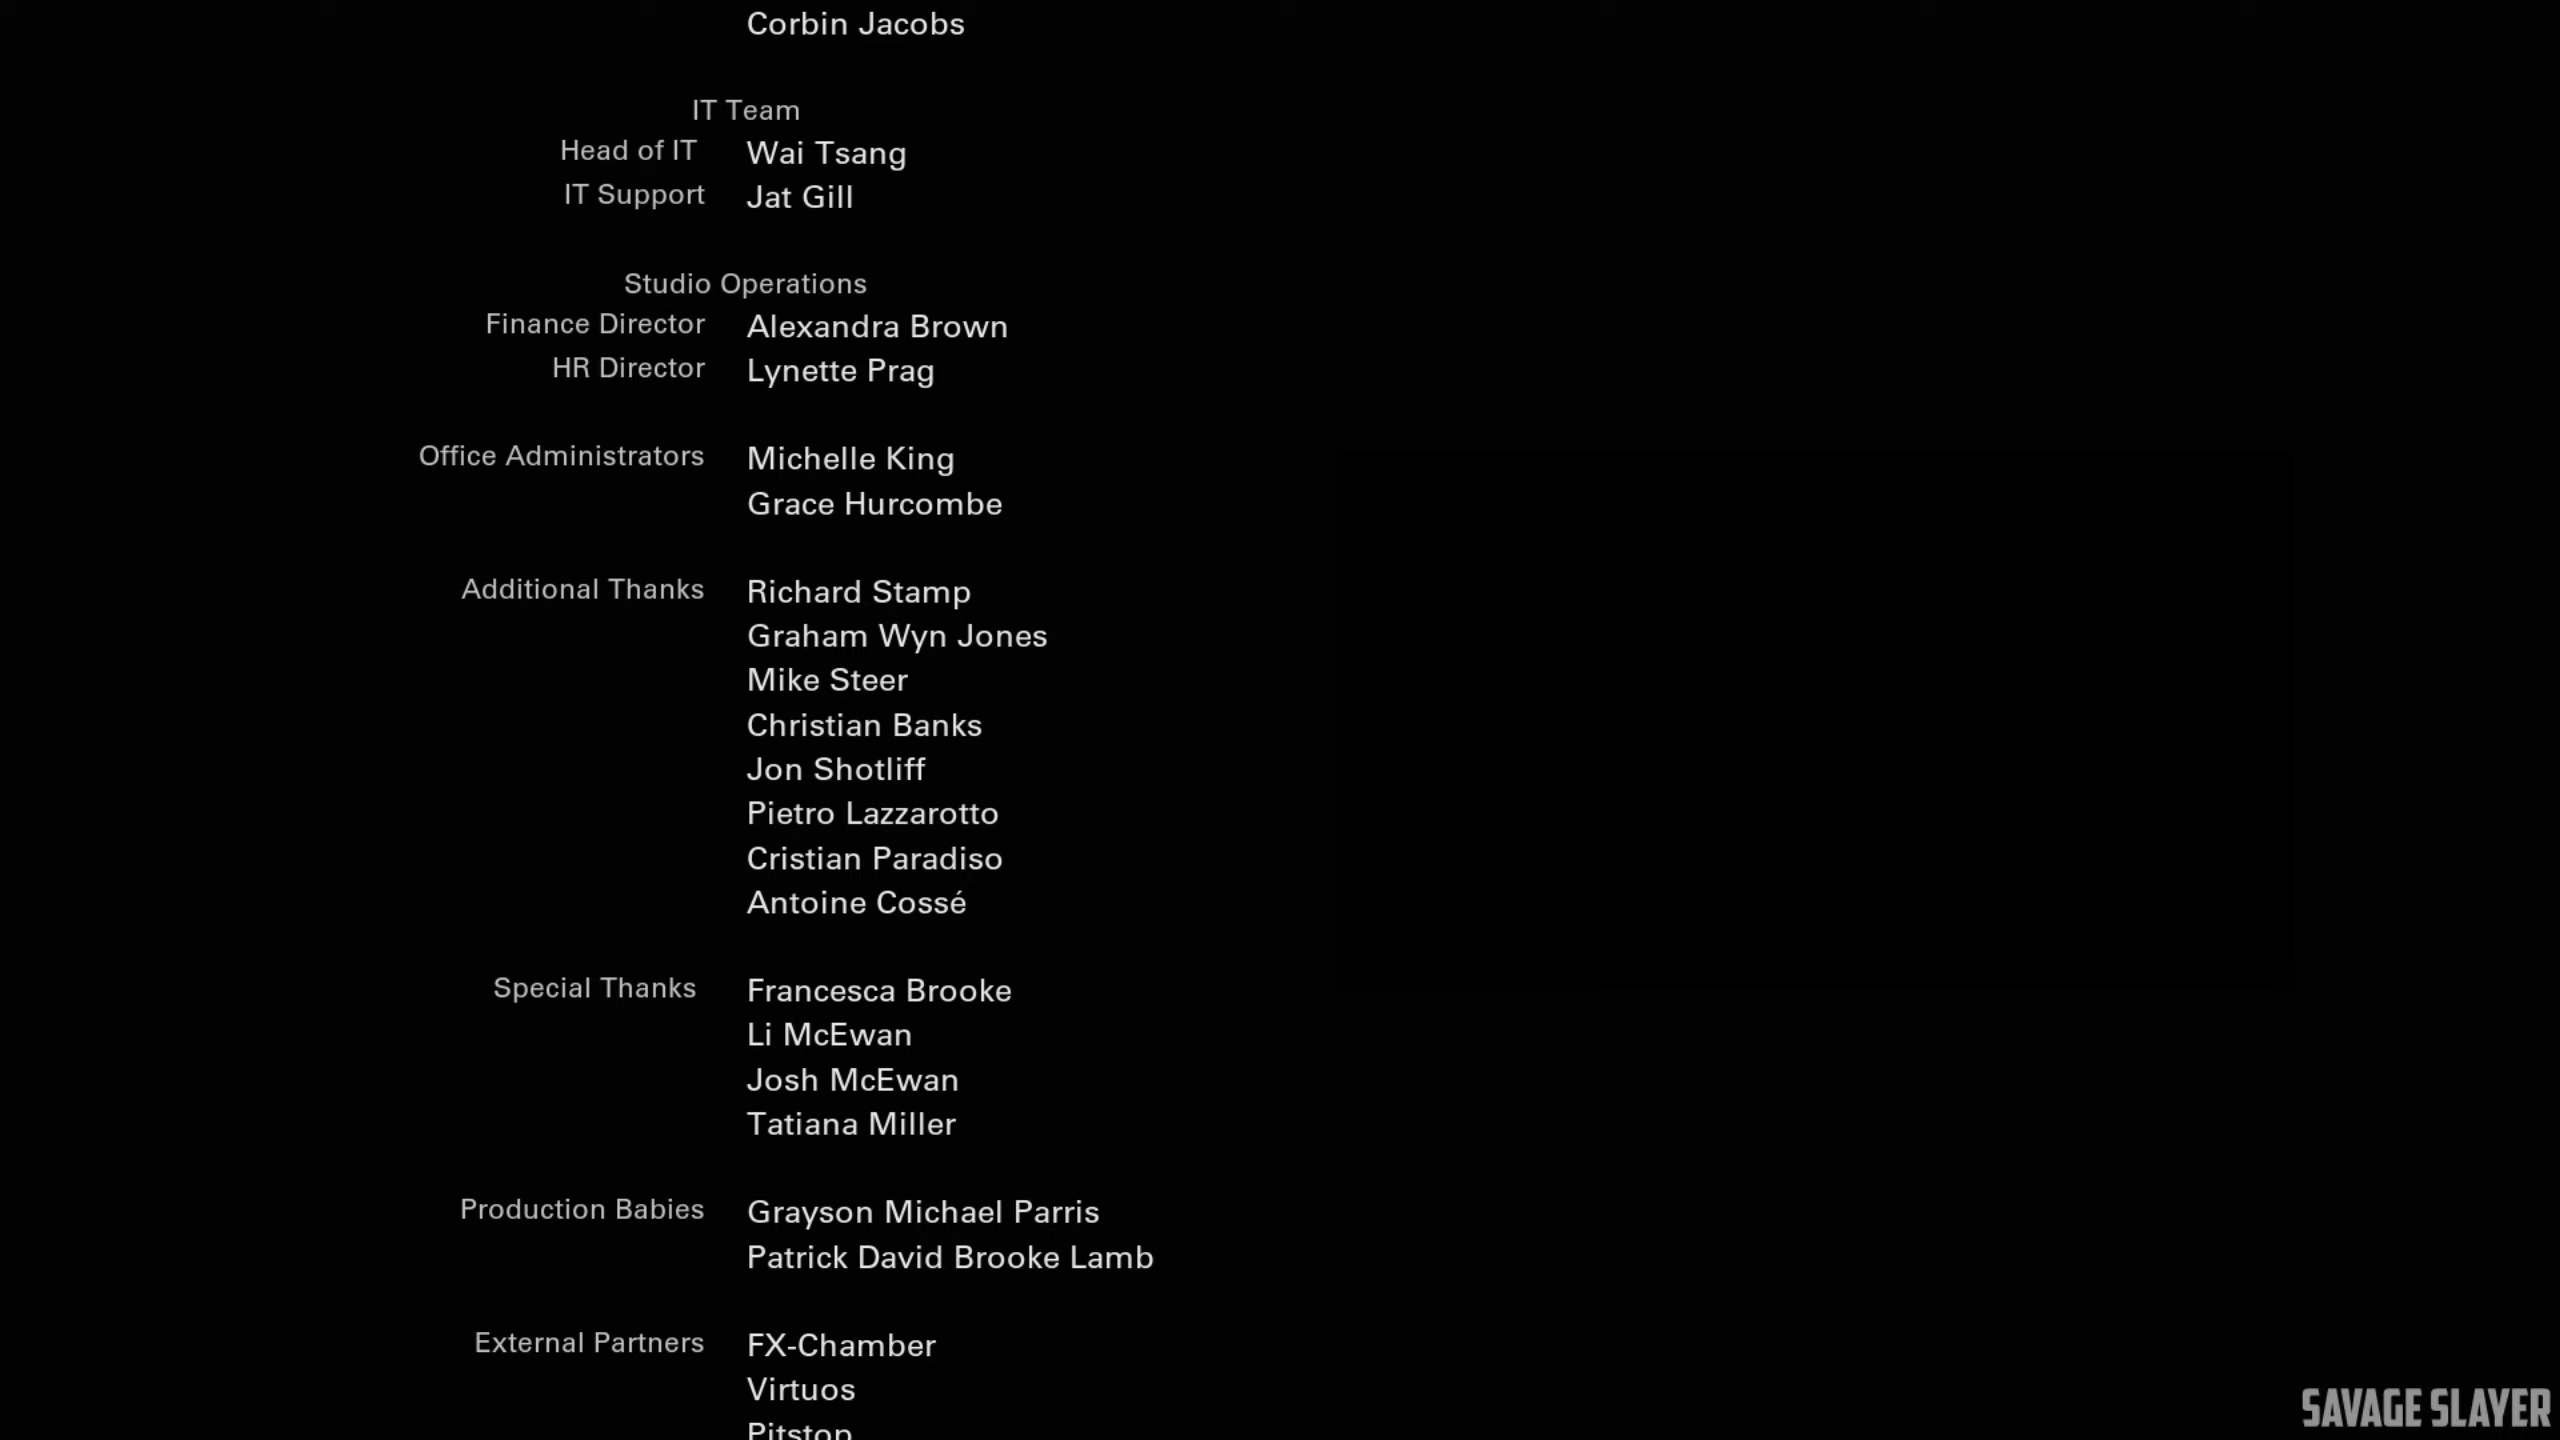 Corbin Jacobs
IT Team
Head of IT Wai Tsang
IT Support Jat Gill
Studio Operations
Finance Director Alexandra Brown
HR Director Lynette Prag
Office Administrators Michelle King
Grace Hurcombe
Additional Thanks Richard Stamp
Graham Wyn Jones
Mike Steer
Christian Banks
Jon Shotliff
Pietro Lazzarotto
Cristian Paradiso
Antoine Cossé
Special Thanks Francesca Brooke
Li McEwan
Josh McEwan
Tatiana Miller
Production Babies Grayson Michael Parris
Patrick David Brooke Lamb
External Partners FX-Chamber
Virtuos
Pitstop
SAVAGE SLAYER